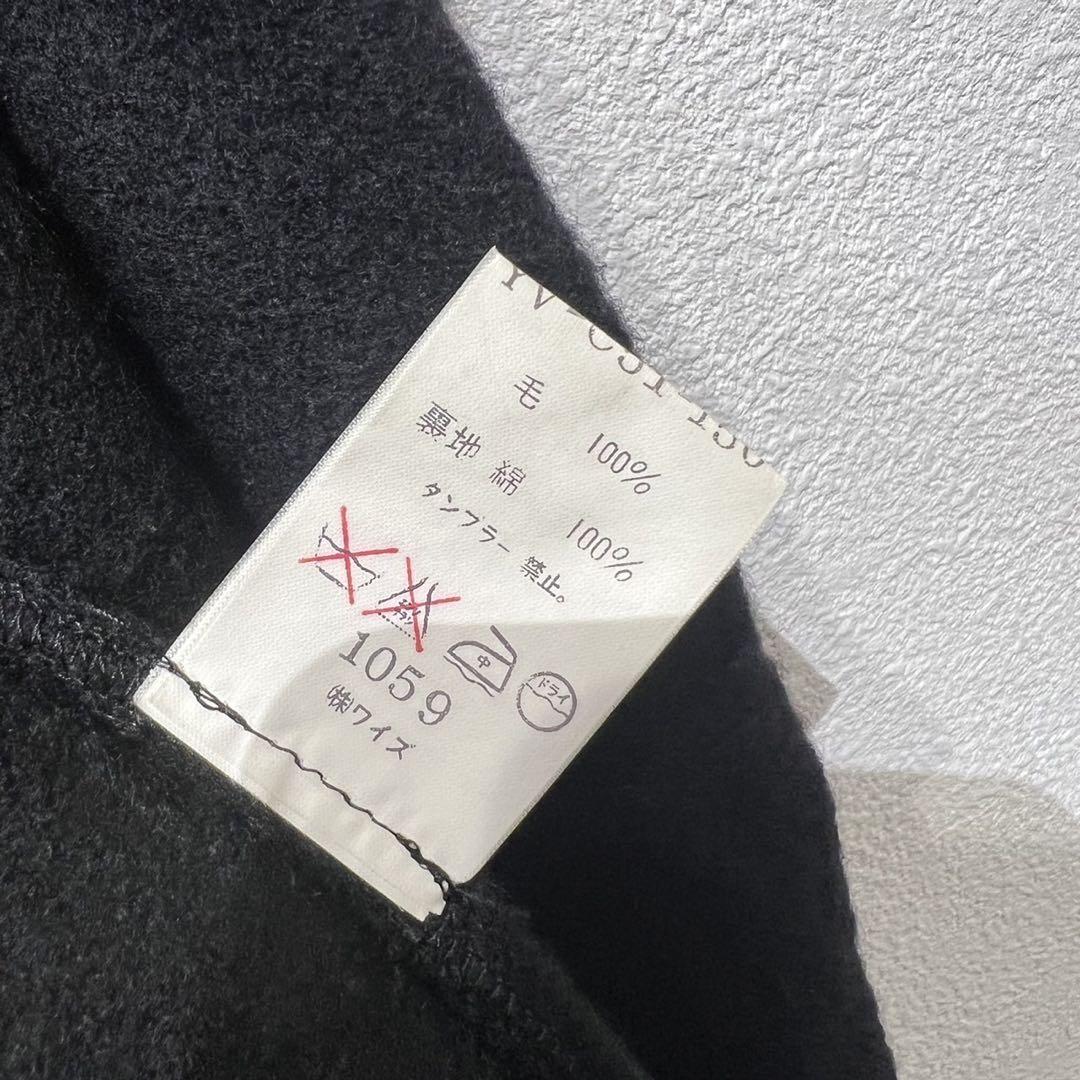 毛 100%
裏地 綿 100%
タンブラー 禁止。
中
ドライ
1059
㈱ワイズ